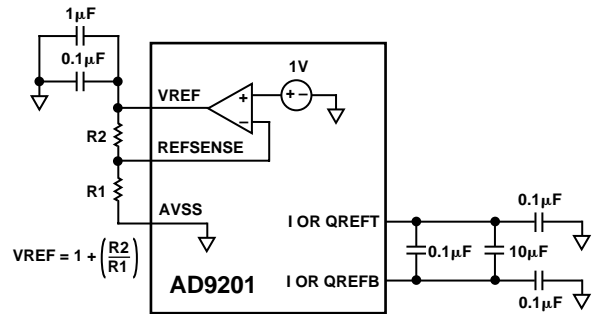 1µF
0.1µF
1V
VREF
R2
REFSENSE
R1
AVSS
VREF = 1 + (R2/R1)
AD9201
I OR QREFT
I OR QREFB
0.1µF
0.1µF
10µF
0.1µF
+
−
+ −